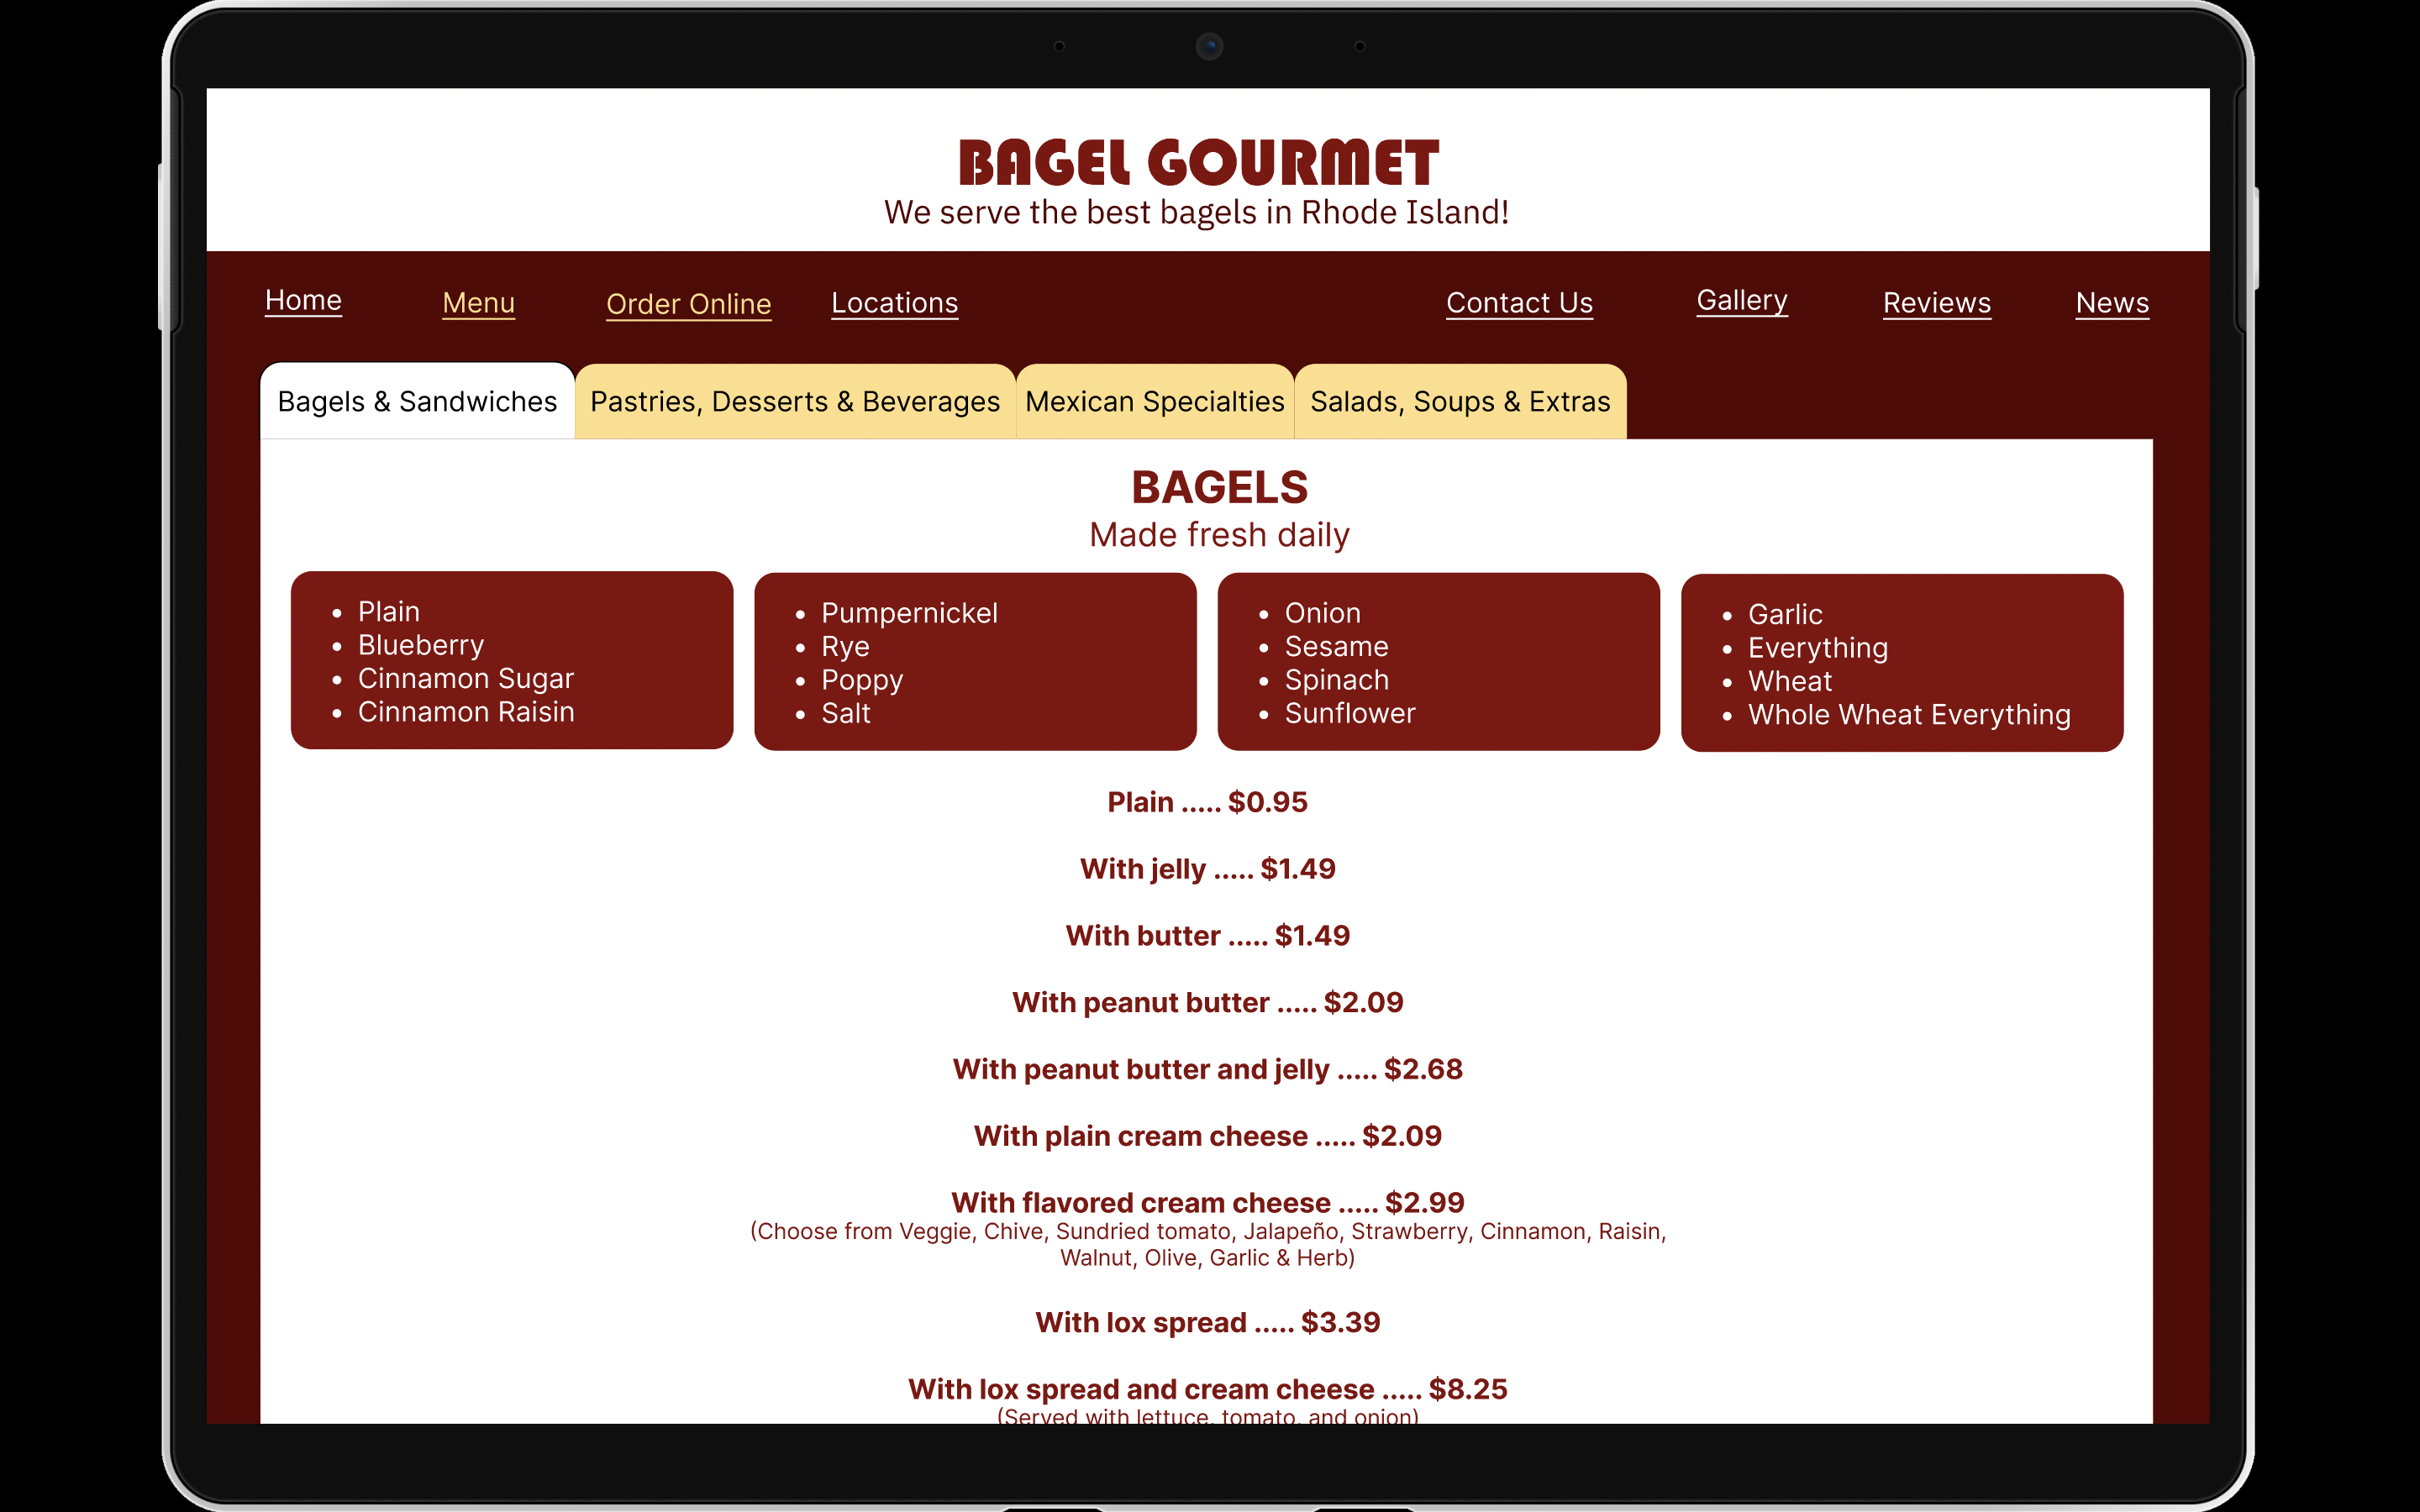 BAGEL GOURMET
We serve the best bagels in Rhode Island!
Home Menu Order Online Locations Contact Us Gallery Reviews News
Bagels & Sandwiches Pastries, Desserts & Beverages Mexican Specialties Salads, Soups & Extras
BAGELS
Made fresh daily
• Plain
• Blueberry
• Cinnamon Sugar
• Cinnamon Raisin
• Pumpernickel
• Rye
• Poppy
• Salt
• Onion
• Sesame
• Spinach
• Sunflower
• Garlic
• Everything
• Wheat
• Whole Wheat Everything
Plain ..... $0.95
With jelly ..... $1.49
With butter ..... $1.49
With peanut butter ..... $2.09
With peanut butter and jelly ..... $2.68
With plain cream cheese ..... $2.09
With flavored cream cheese ..... $2.99
(Choose from Veggie, Chive, Sundried tomato, Jalapeño, Strawberry, Cinnamon, Raisin,
Walnut, Olive, Garlic & Herb)
With lox spread ..... $3.39
With lox spread and cream cheese ..... $8.25
(Served with lettuce, tomato, and onion)